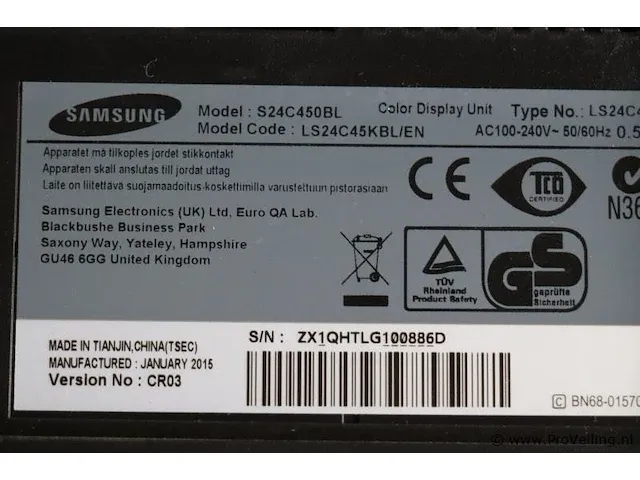 SAMSUNG
Model : S24C450BL Color Display Unit Type No.: LS24C4
Model Code : LS24C45KBL/EN AC100-240V~ 50/60Hz 0.5
Apparatet må tilkoples jordet stikkontakt
Apparaten skall anslutas till jordat uttag
Laite on liitettävä suojamaadoitus-koskettimilla varustettuun pistorasiaan
CE
TCO
CERTIFIED
N36
Samsung Electronics (UK) Ltd, Euro QA Lab.
Blackbushe Business Park
Saxony Way, Yateley, Hampshire
GU46 6GG United Kingdom
TÜV
Rheinland
Product Safety
GS
geprüfte
Sicherheit
MADE IN TIANJIN,CHINA(TSEC)
MANUFACTURED : JANUARY 2015
Version No : CR03
S/N : ZX1QHTLG100886D
C BN68-01570
© www.ProVeiling.nl